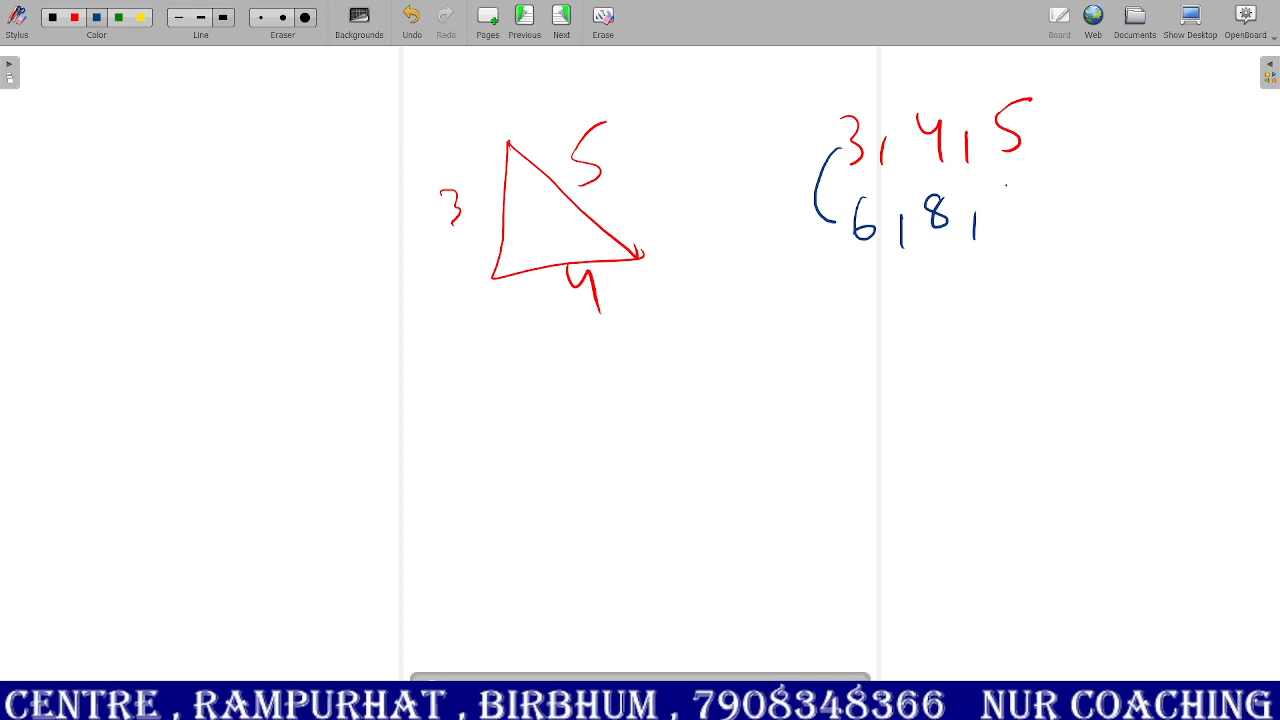 Stylus Color Line Eraser Backgrounds Undo Redo Pages Previous Next Erase Board Web Documents Show Desktop OpenBoard
5
3
4
3, 4, 5
6, 8,
CENTRE , RAMPURHAT , BIRBHUM , 7908348366 NUR COACHING